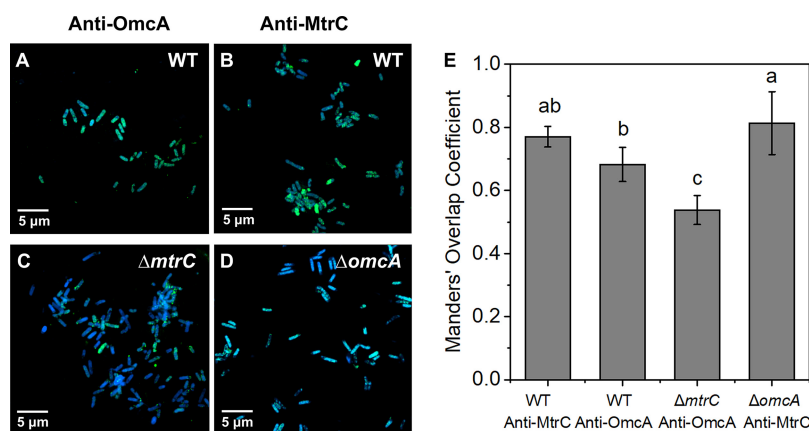 Anti-OmcA
Anti-MtrC
A
WT
5 µm
B
WT
5 µm
C
ΔmtrC
5 µm
D
ΔomcA
5 µm
E
Manders' Overlap Coefficient
1.0
0.8
0.6
0.4
0.2
0.0
ab
b
c
a
WT WT ΔmtrC ΔomcA
Anti-MtrC Anti-OmcA Anti-OmcA Anti-MtrC